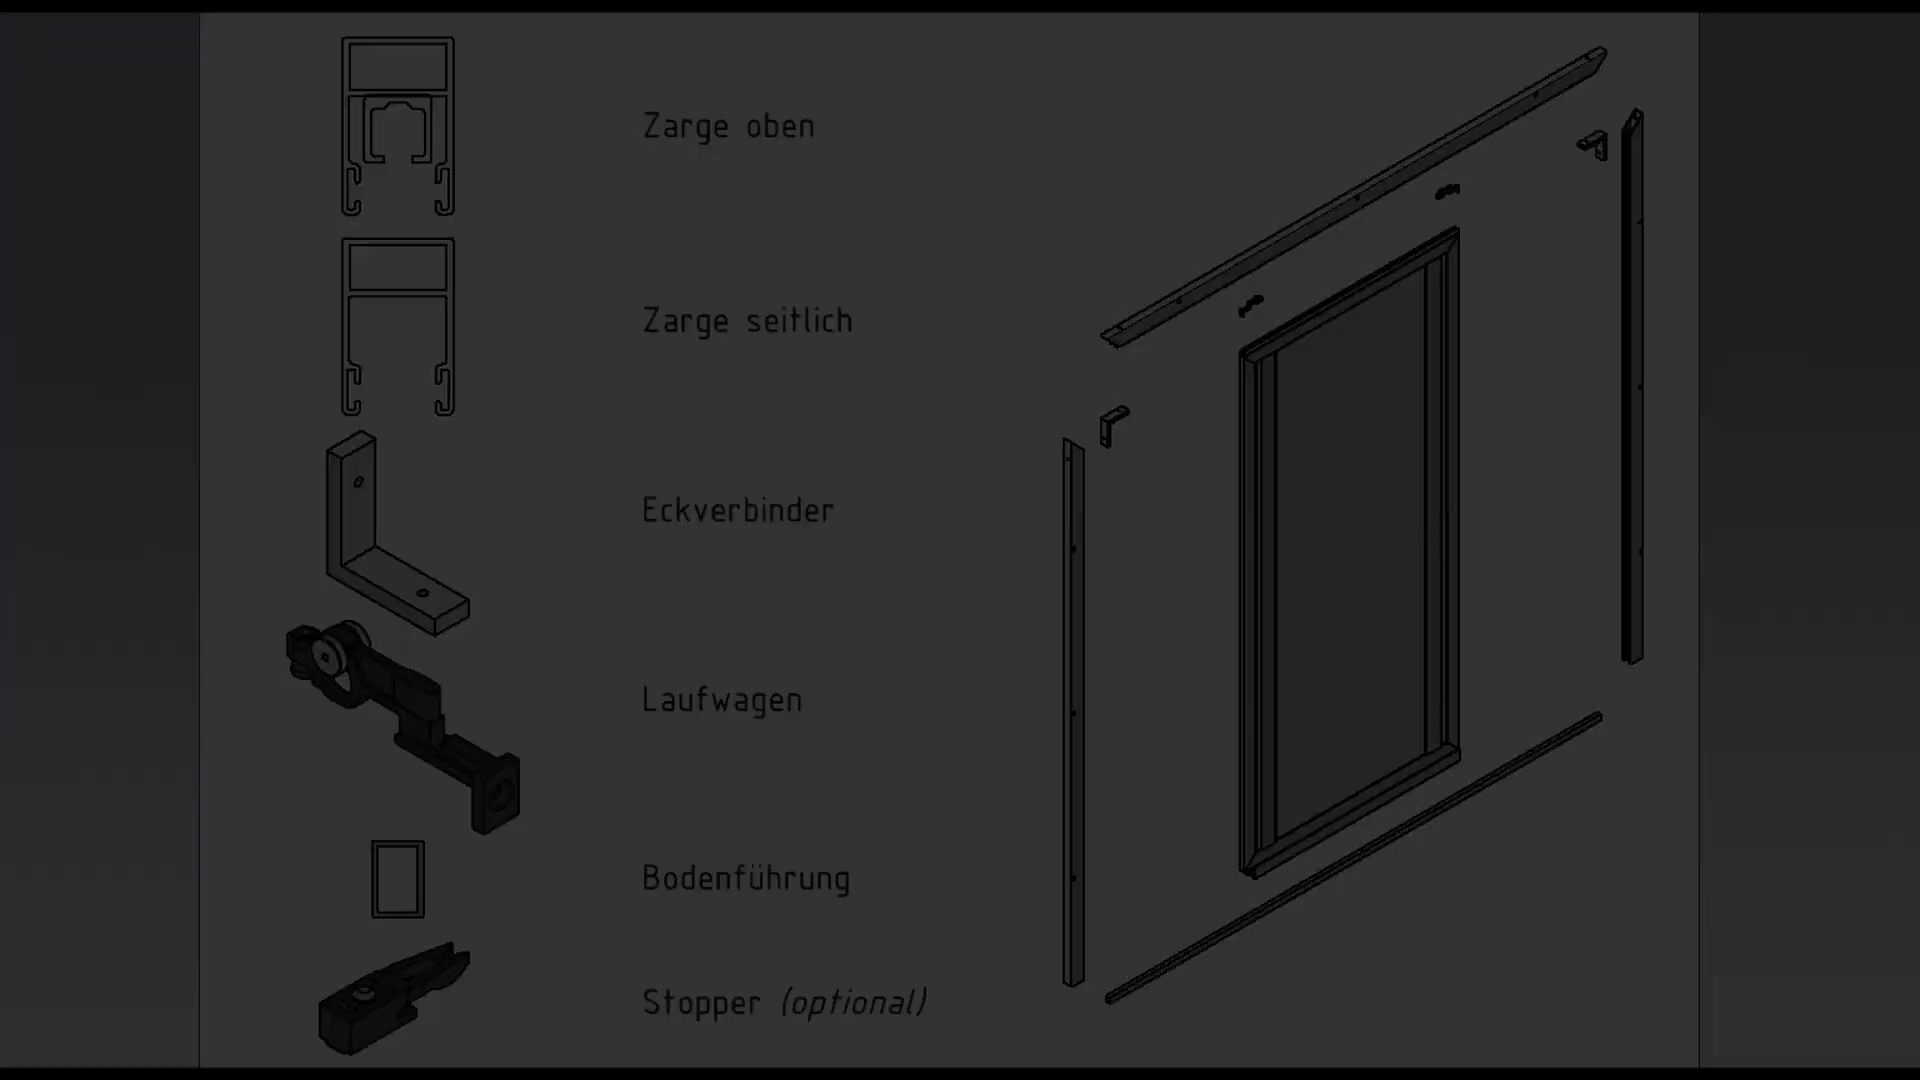 Zarge oben
Zarge seitlich
Eckverbinder
Laufwagen
Bodenführung
Stopper (optional)